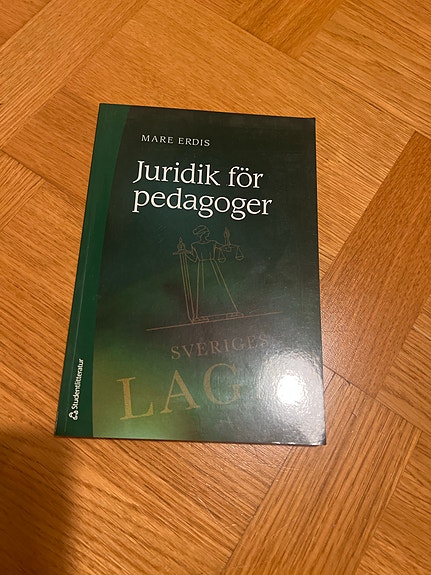 MARE ERDIS
Juridik för
pedagoger
SVERIGES
LAG
Studentlitteratur